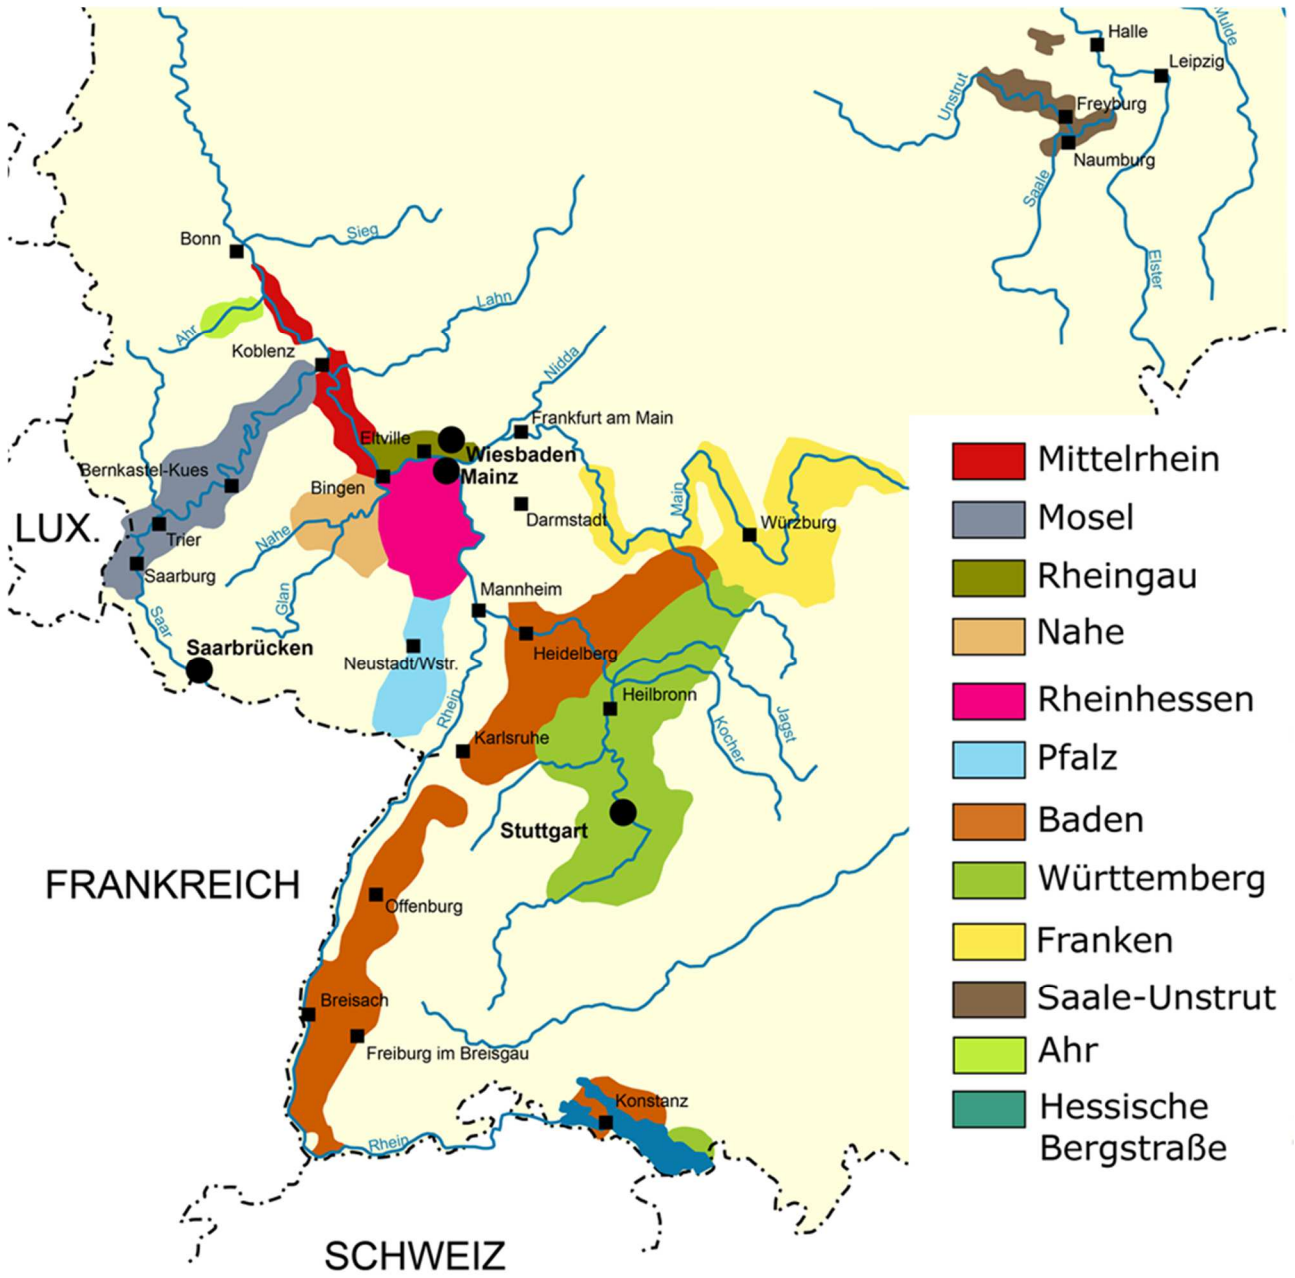 Halle
Mulde
Leipzig
Unstrut
Freyburg
Naumburg
Saale
Elster
Bonn
Sieg
Lahn
Ahr
Koblenz
Nidda
Frankfurt am Main
Eltville
Wiesbaden
Mainz
Bernkastel-Kues
Bingen
Main
Darmstadt
Würzburg
LUX.
Trier
Nahe
Saarburg
Glan
Mannheim
Saar
Saarbrücken
Neustadt/Wstr.
Heidelberg
Rhein
Heilbronn
Karlsruhe
Kocher
Jagst
Stuttgart
FRANKREICH
Offenburg
Breisach
Freiburg im Breisgau
Konstanz
Rhein
SCHWEIZ
Mittelrhein
Mosel
Rheingau
Nahe
Rheinhessen
Pfalz
Baden
Württemberg
Franken
Saale-Unstrut
Ahr
Hessische
Bergstraße